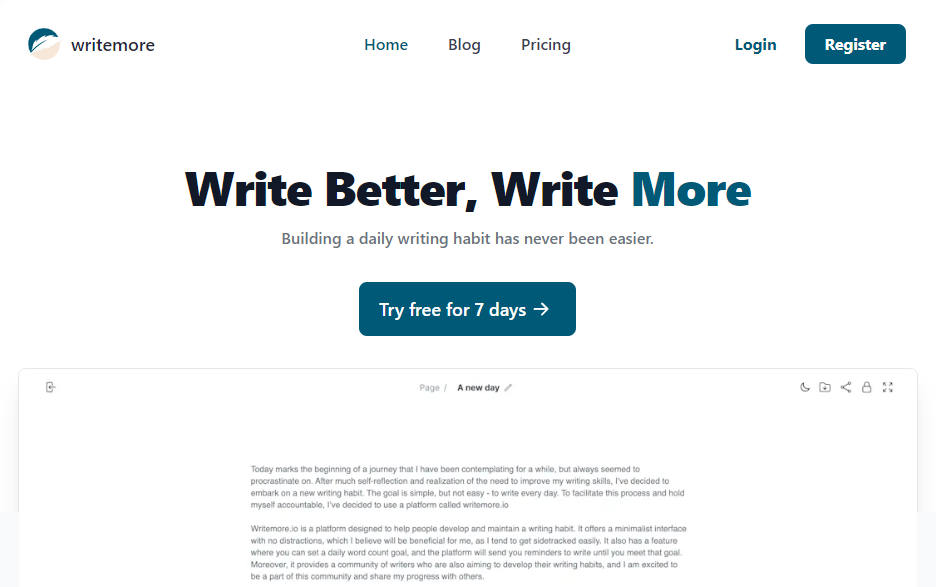 writemore
Home Blog Pricing
Login Register
Write Better, Write More
Building a daily writing habit has never been easier.
Try free for 7 days →
Page / A new day
Today marks the beginning of a journey that I have been contemplating for a while, but always seemed to
procrastinate on. After much self-reflection and realization of the need to improve my writing skills, I've decided to
embark on a new writing habit. The goal is simple, but not easy - to write every day. To facilitate this process and hold
myself accountable, I've decided to use a platform called writemore.io
Writemore.io is a platform designed to help people develop and maintain a writing habit. It offers a minimalist interface
with no distractions, which I believe will be beneficial for me, as I tend to get sidetracked easily. It also has a feature
where you can set a daily word count goal, and the platform will send you reminders to write until you meet that goal.
Moreover, it provides a community of writers who are also aiming to develop their writing habits, and I am excited to
be a part of this community and share my progress with others.